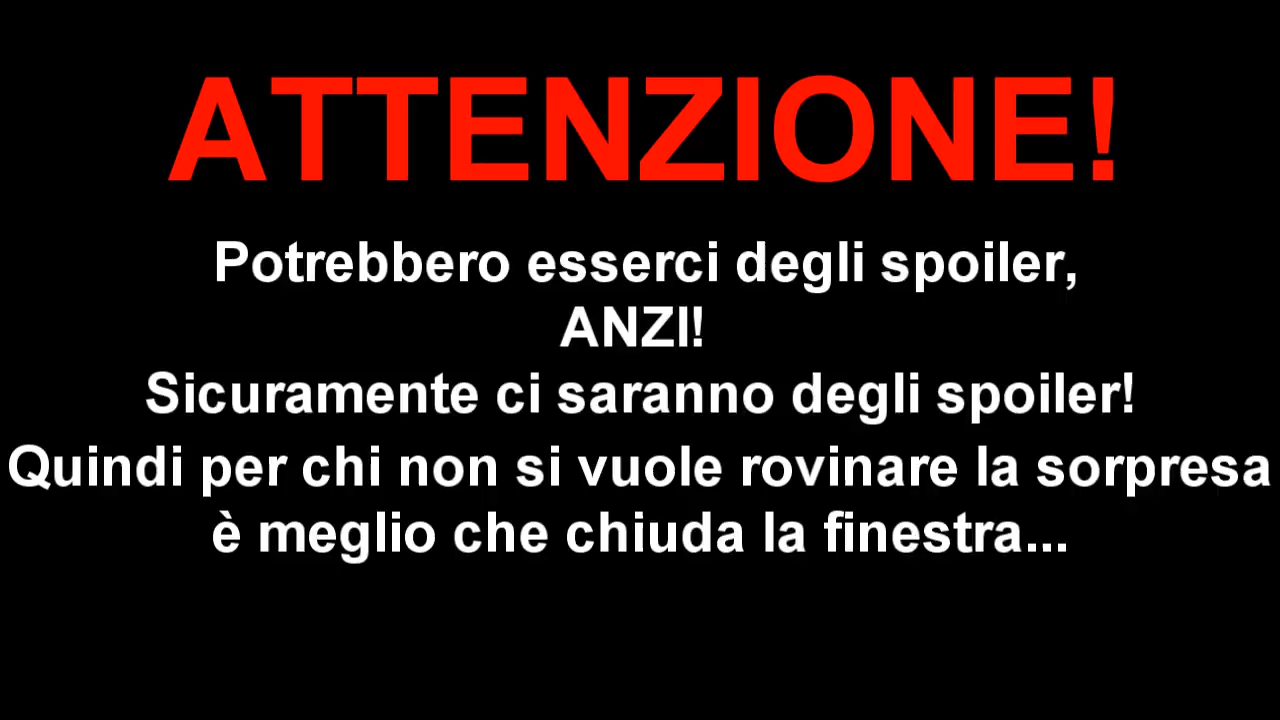 ATTENZIONE!
Potrebbero esserci degli spoiler,
ANZI!
Sicuramente ci saranno degli spoiler!
Quindi per chi non si vuole rovinare la sorpresa
è meglio che chiuda la finestra...